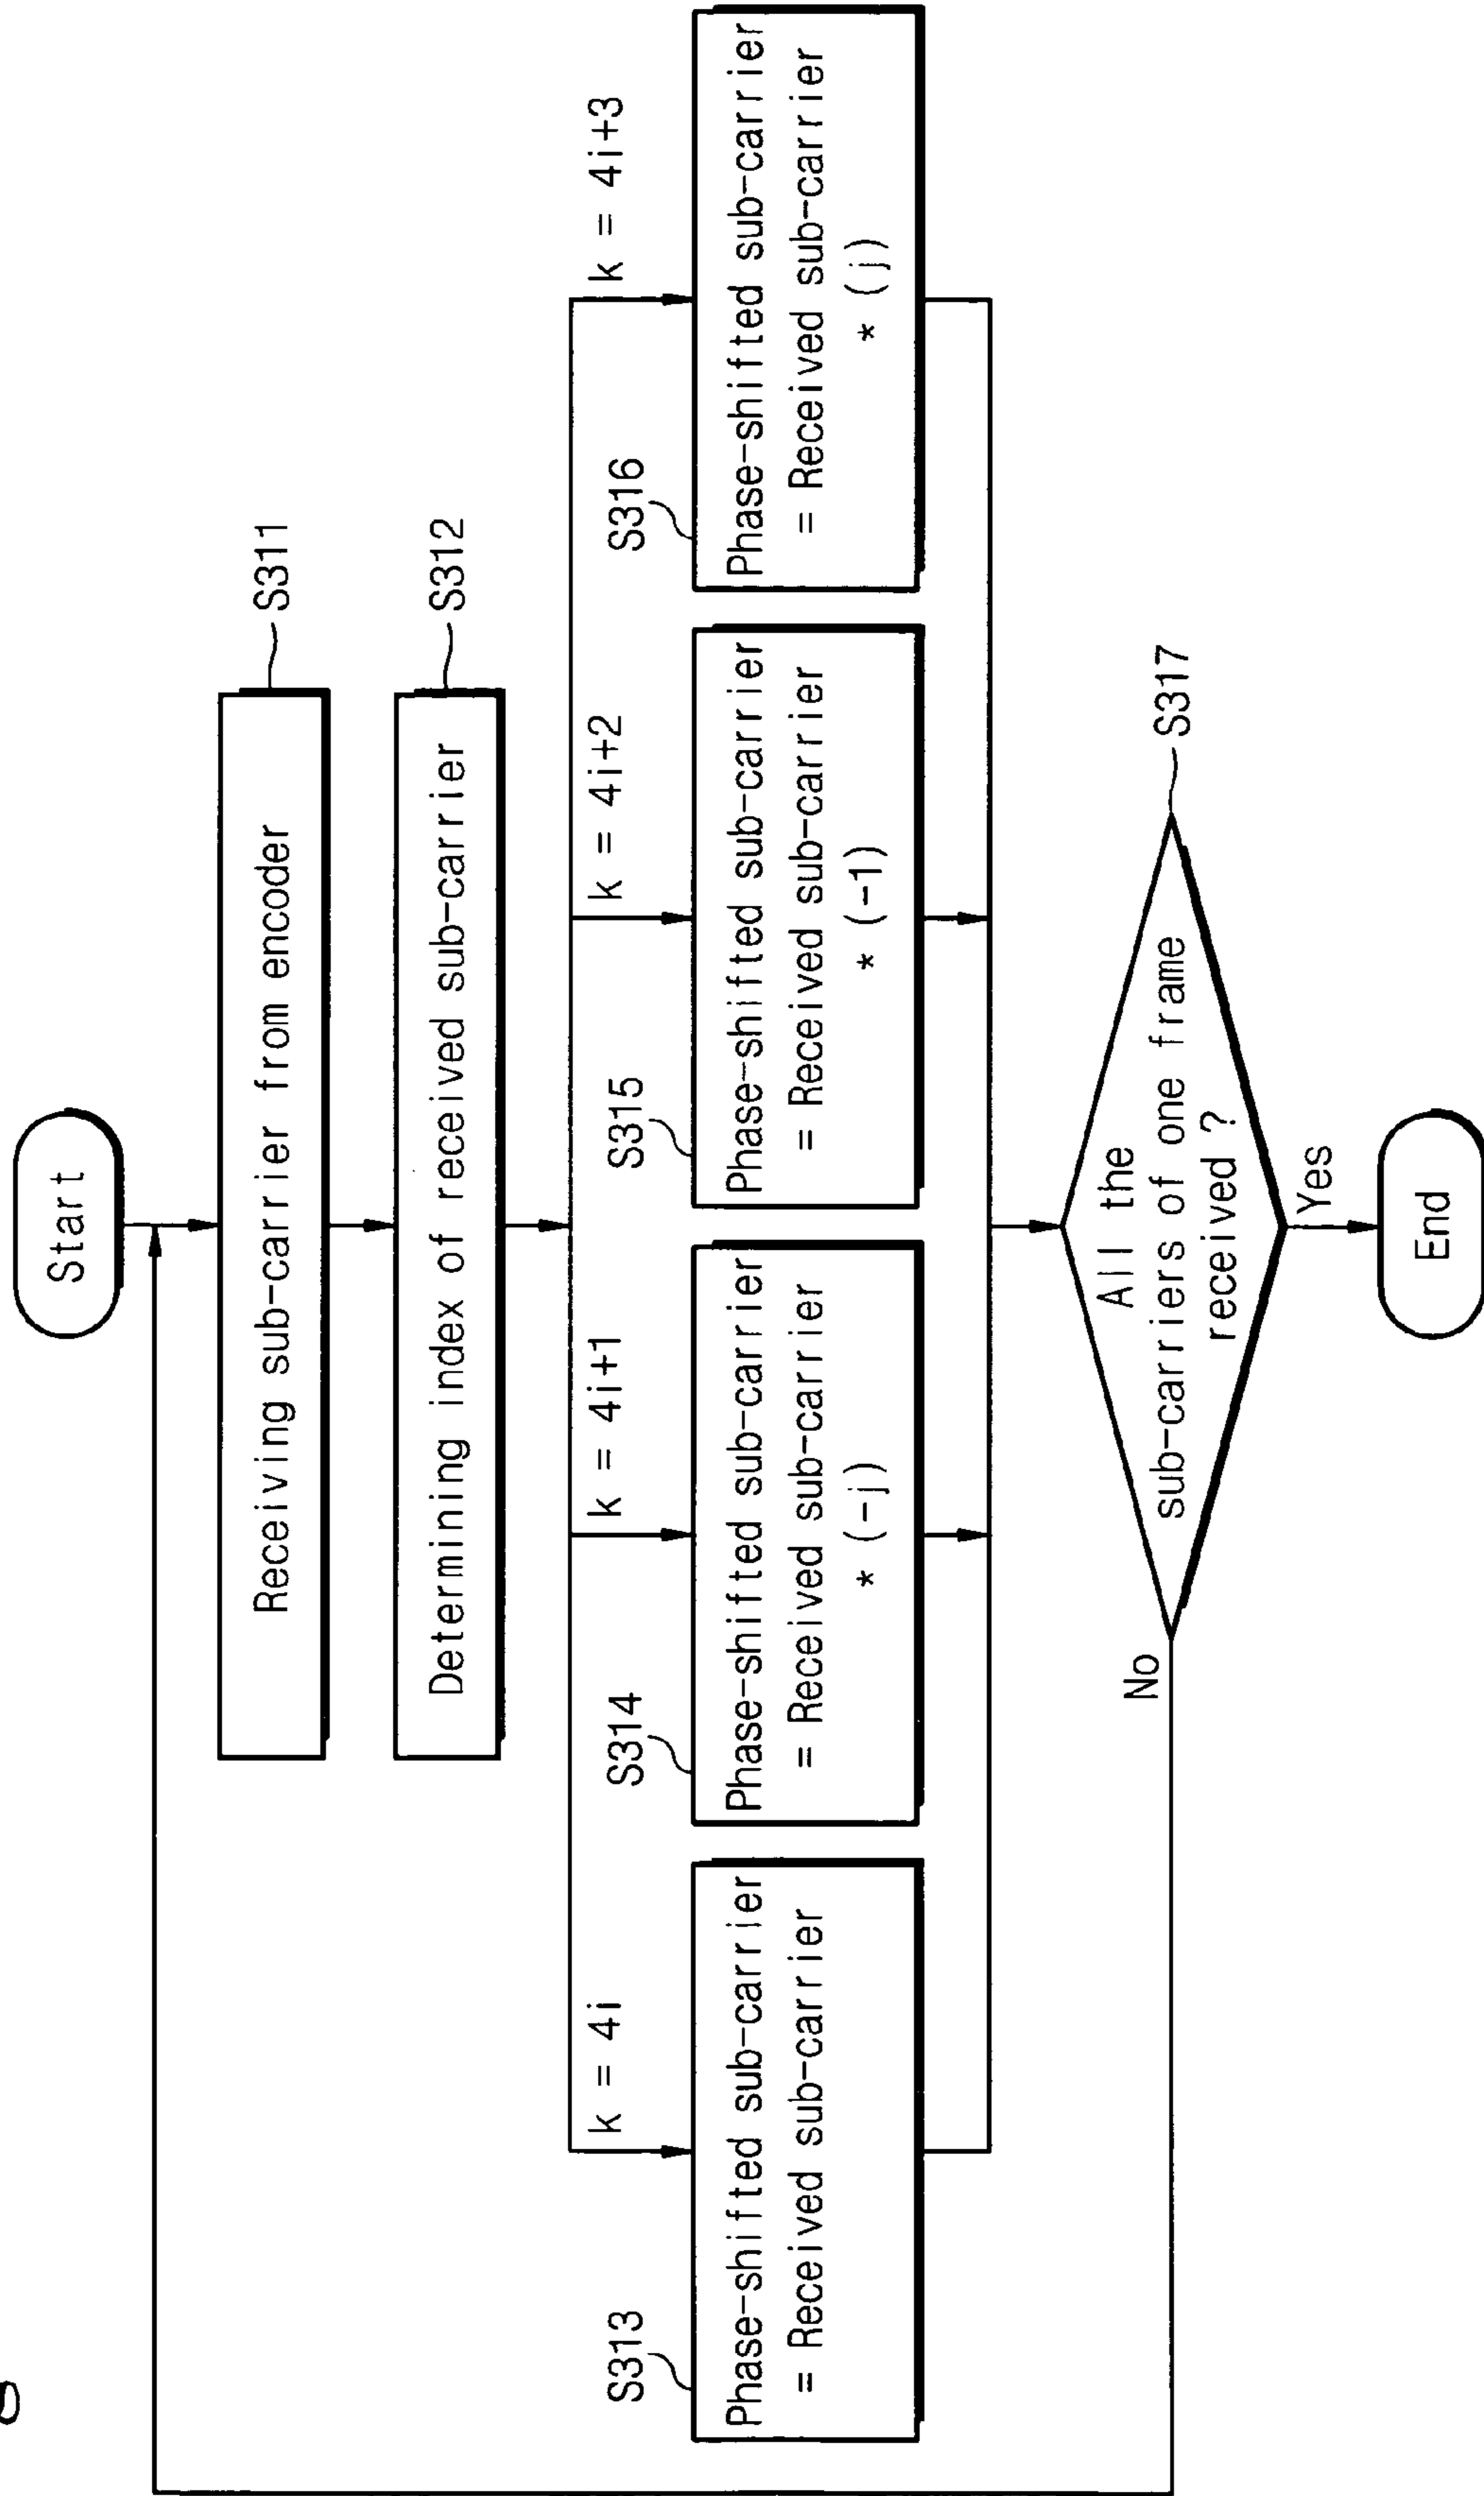 Start
Receiving sub-carrier from encoder
S311
Determining index of received sub-carrier
S312
k = 4i
k = 4i+1
k = 4i+2
k = 4i+3
S313
Phase-shifted sub-carrier
= Received sub-carrier
S314
Phase-shifted sub-carrier
= Received sub-carrier
* (-j)
S315
Phase-shifted sub-carrier
= Received sub-carrier
* (-1)
S316
Phase-shifted sub-carrier
= Received sub-carrier
* (j)
All the
sub-carriers of one frame
received ?
S317
No
Yes
End